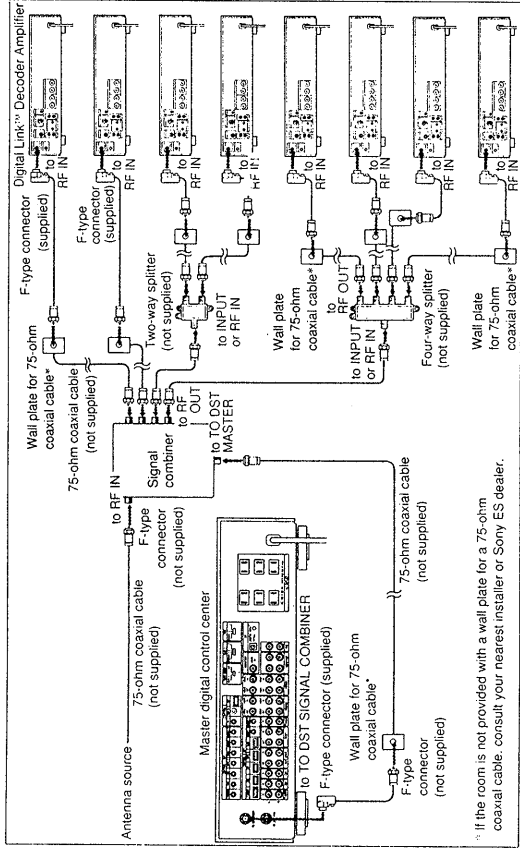 Digital Link™ Decoder Amplifier
F-type connector
(supplied)
to
RF IN
F-type
connector
(supplied)
to
RF IN
Two-way splitter
(not supplied)
to
RF IN
to
RF IN
to INPUT
or RF IN
Wall plate
for 75-ohm
coaxial cable*
to
RF IN
to
RF OUT
to
RF IN
to INPUT
or RF IN
Four-way splitter
(not supplied)
to
RF IN
Wall plate
for 75-ohm
coaxial cable*
to
RF IN
Wall plate for 75-ohm
coaxial cable*
75-ohm coaxial cable
(not supplied)
to RF IN
Signal
combiner
to RF
OUT
to TO DST
MASTER
F-type
connector
(not supplied)
Antenna source
75-ohm coaxial cable
(not supplied)
Master digital control center
to TO DST SIGNAL COMBINER
F-type connector (supplied)
Wall plate for 75-ohm
coaxial cable*
F-type
connector
(not supplied)
75-ohm coaxial cable
(not supplied)
* If the room is not provided with a wall plate for a 75-ohm
coaxial cable. consult your nearest installer or Sony ES dealer.